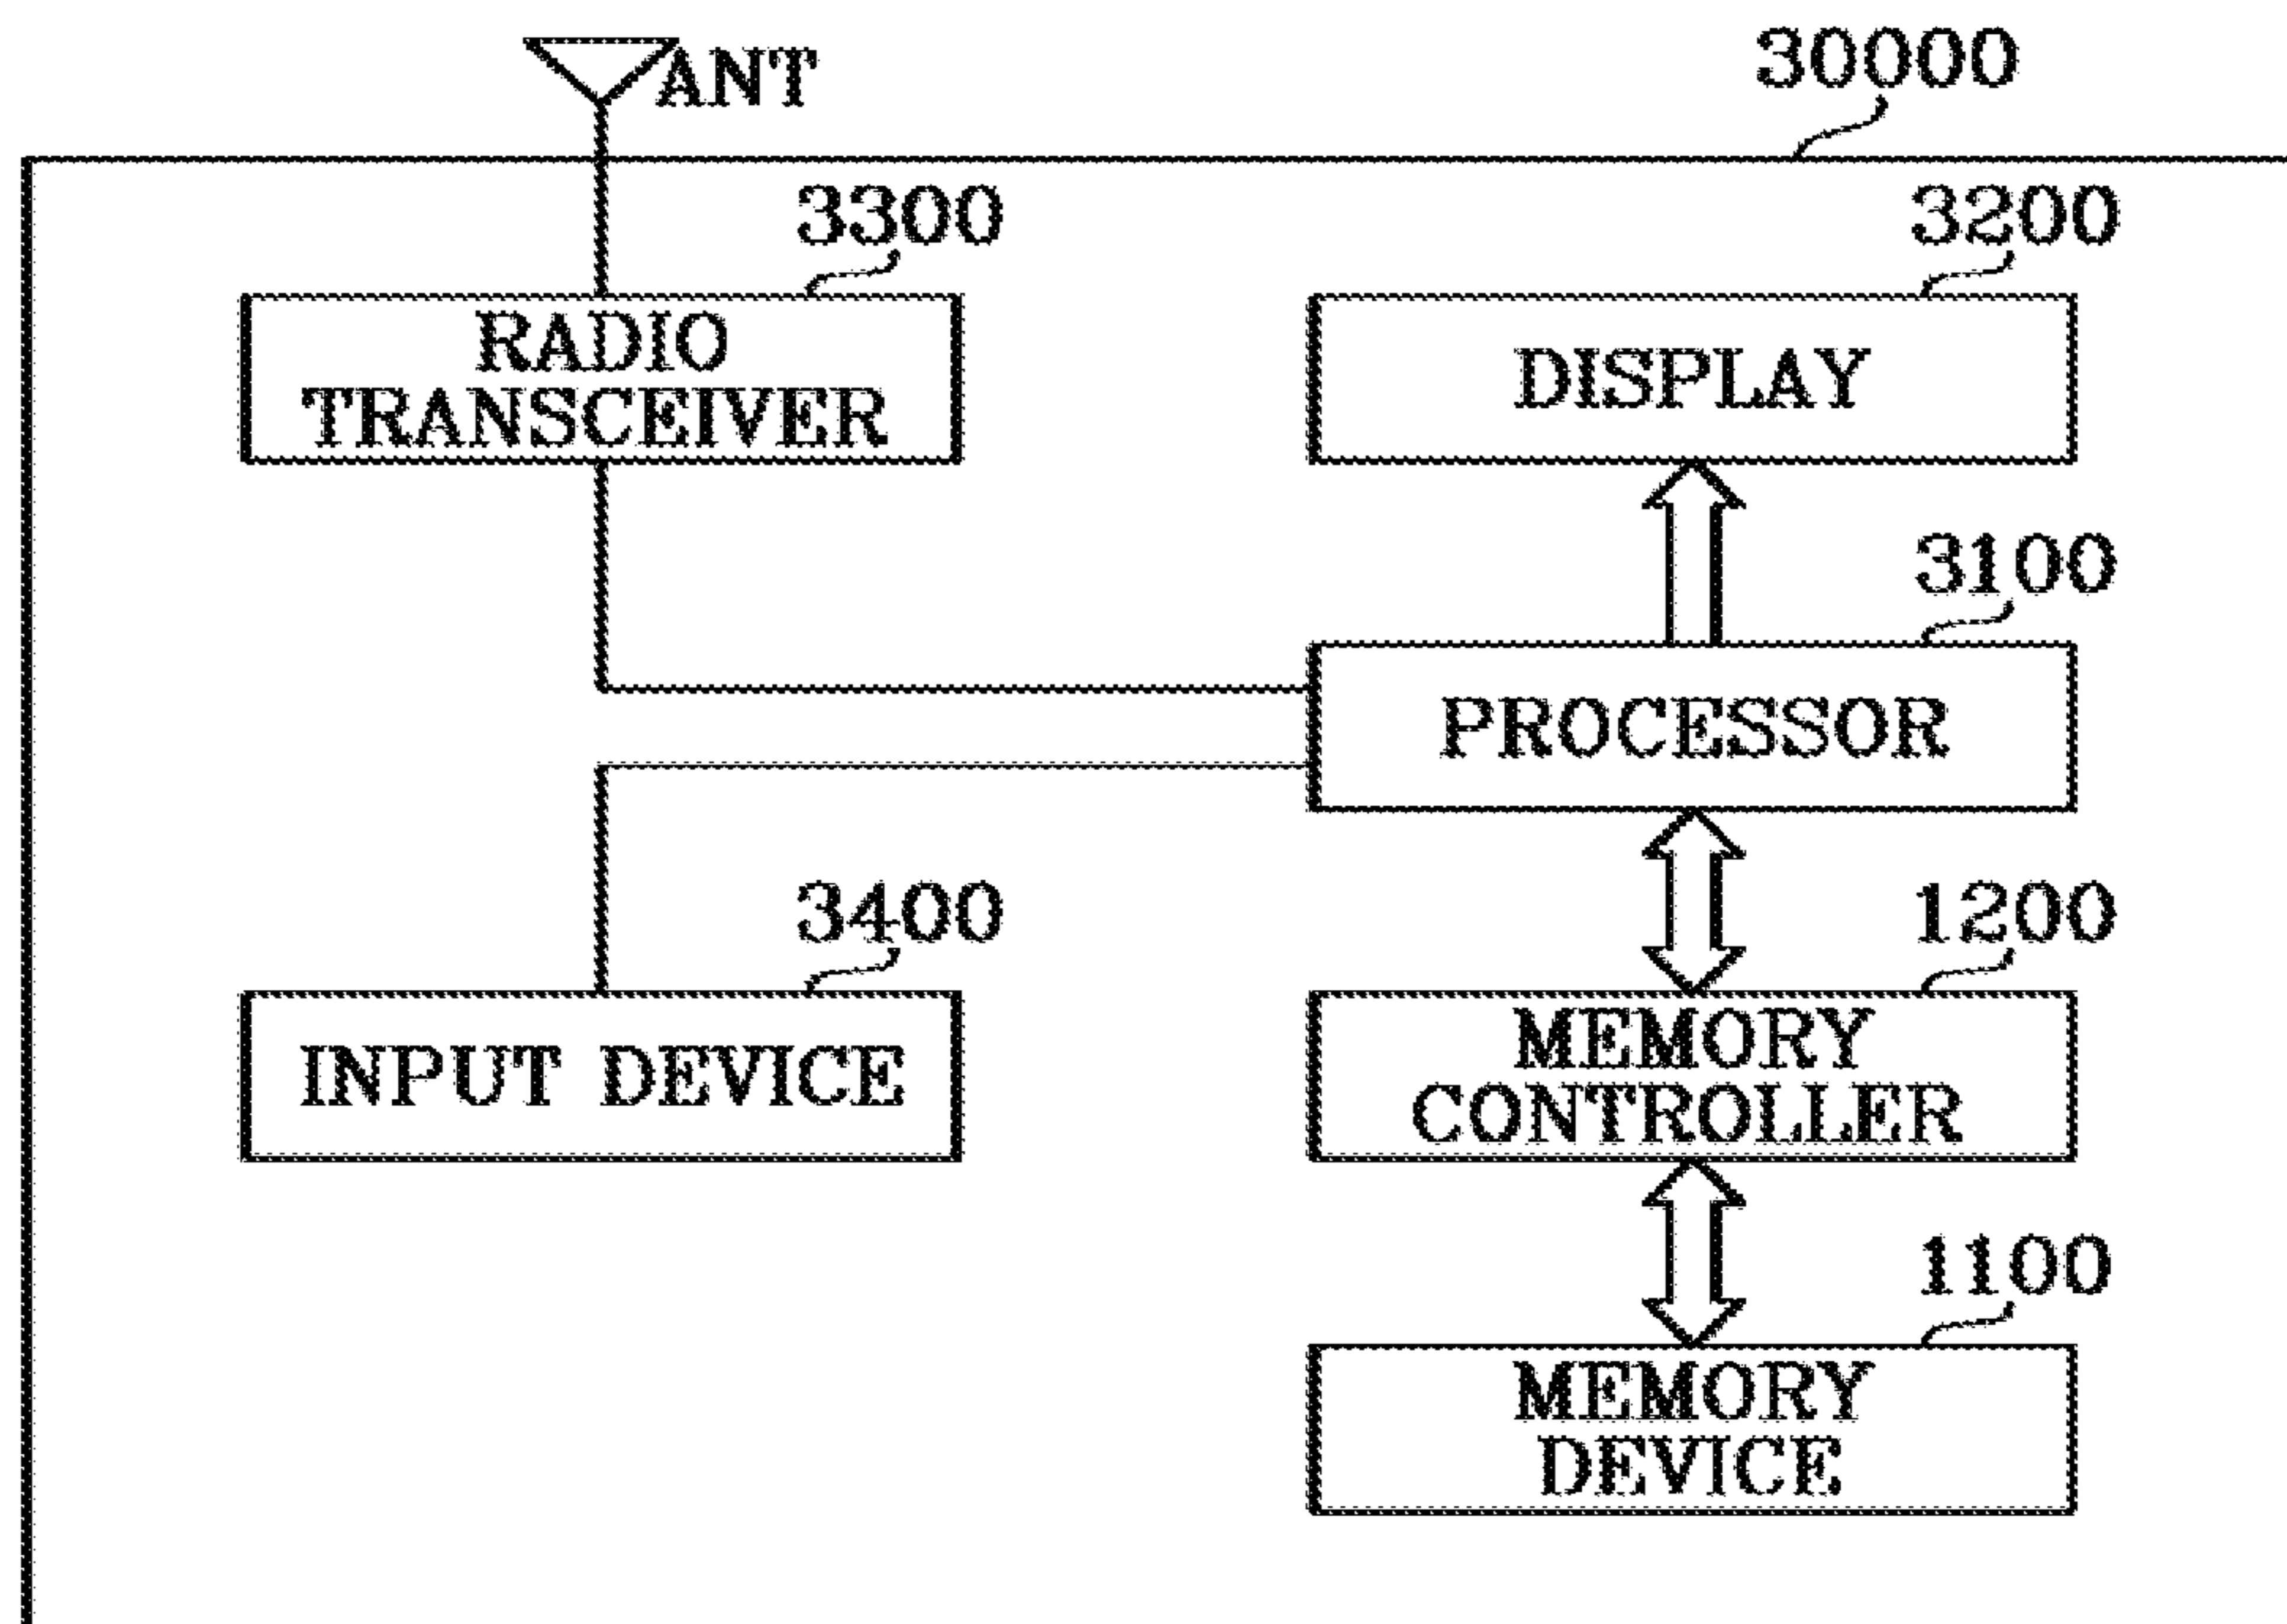 ANT
30000
3300
3200
RADIO
TRANSCEIVER
DISPLAY
3100
PROCESSOR
3400
1200
INPUT DEVICE
MEMORY
CONTROLLER
1100
MEMORY
DEVICE